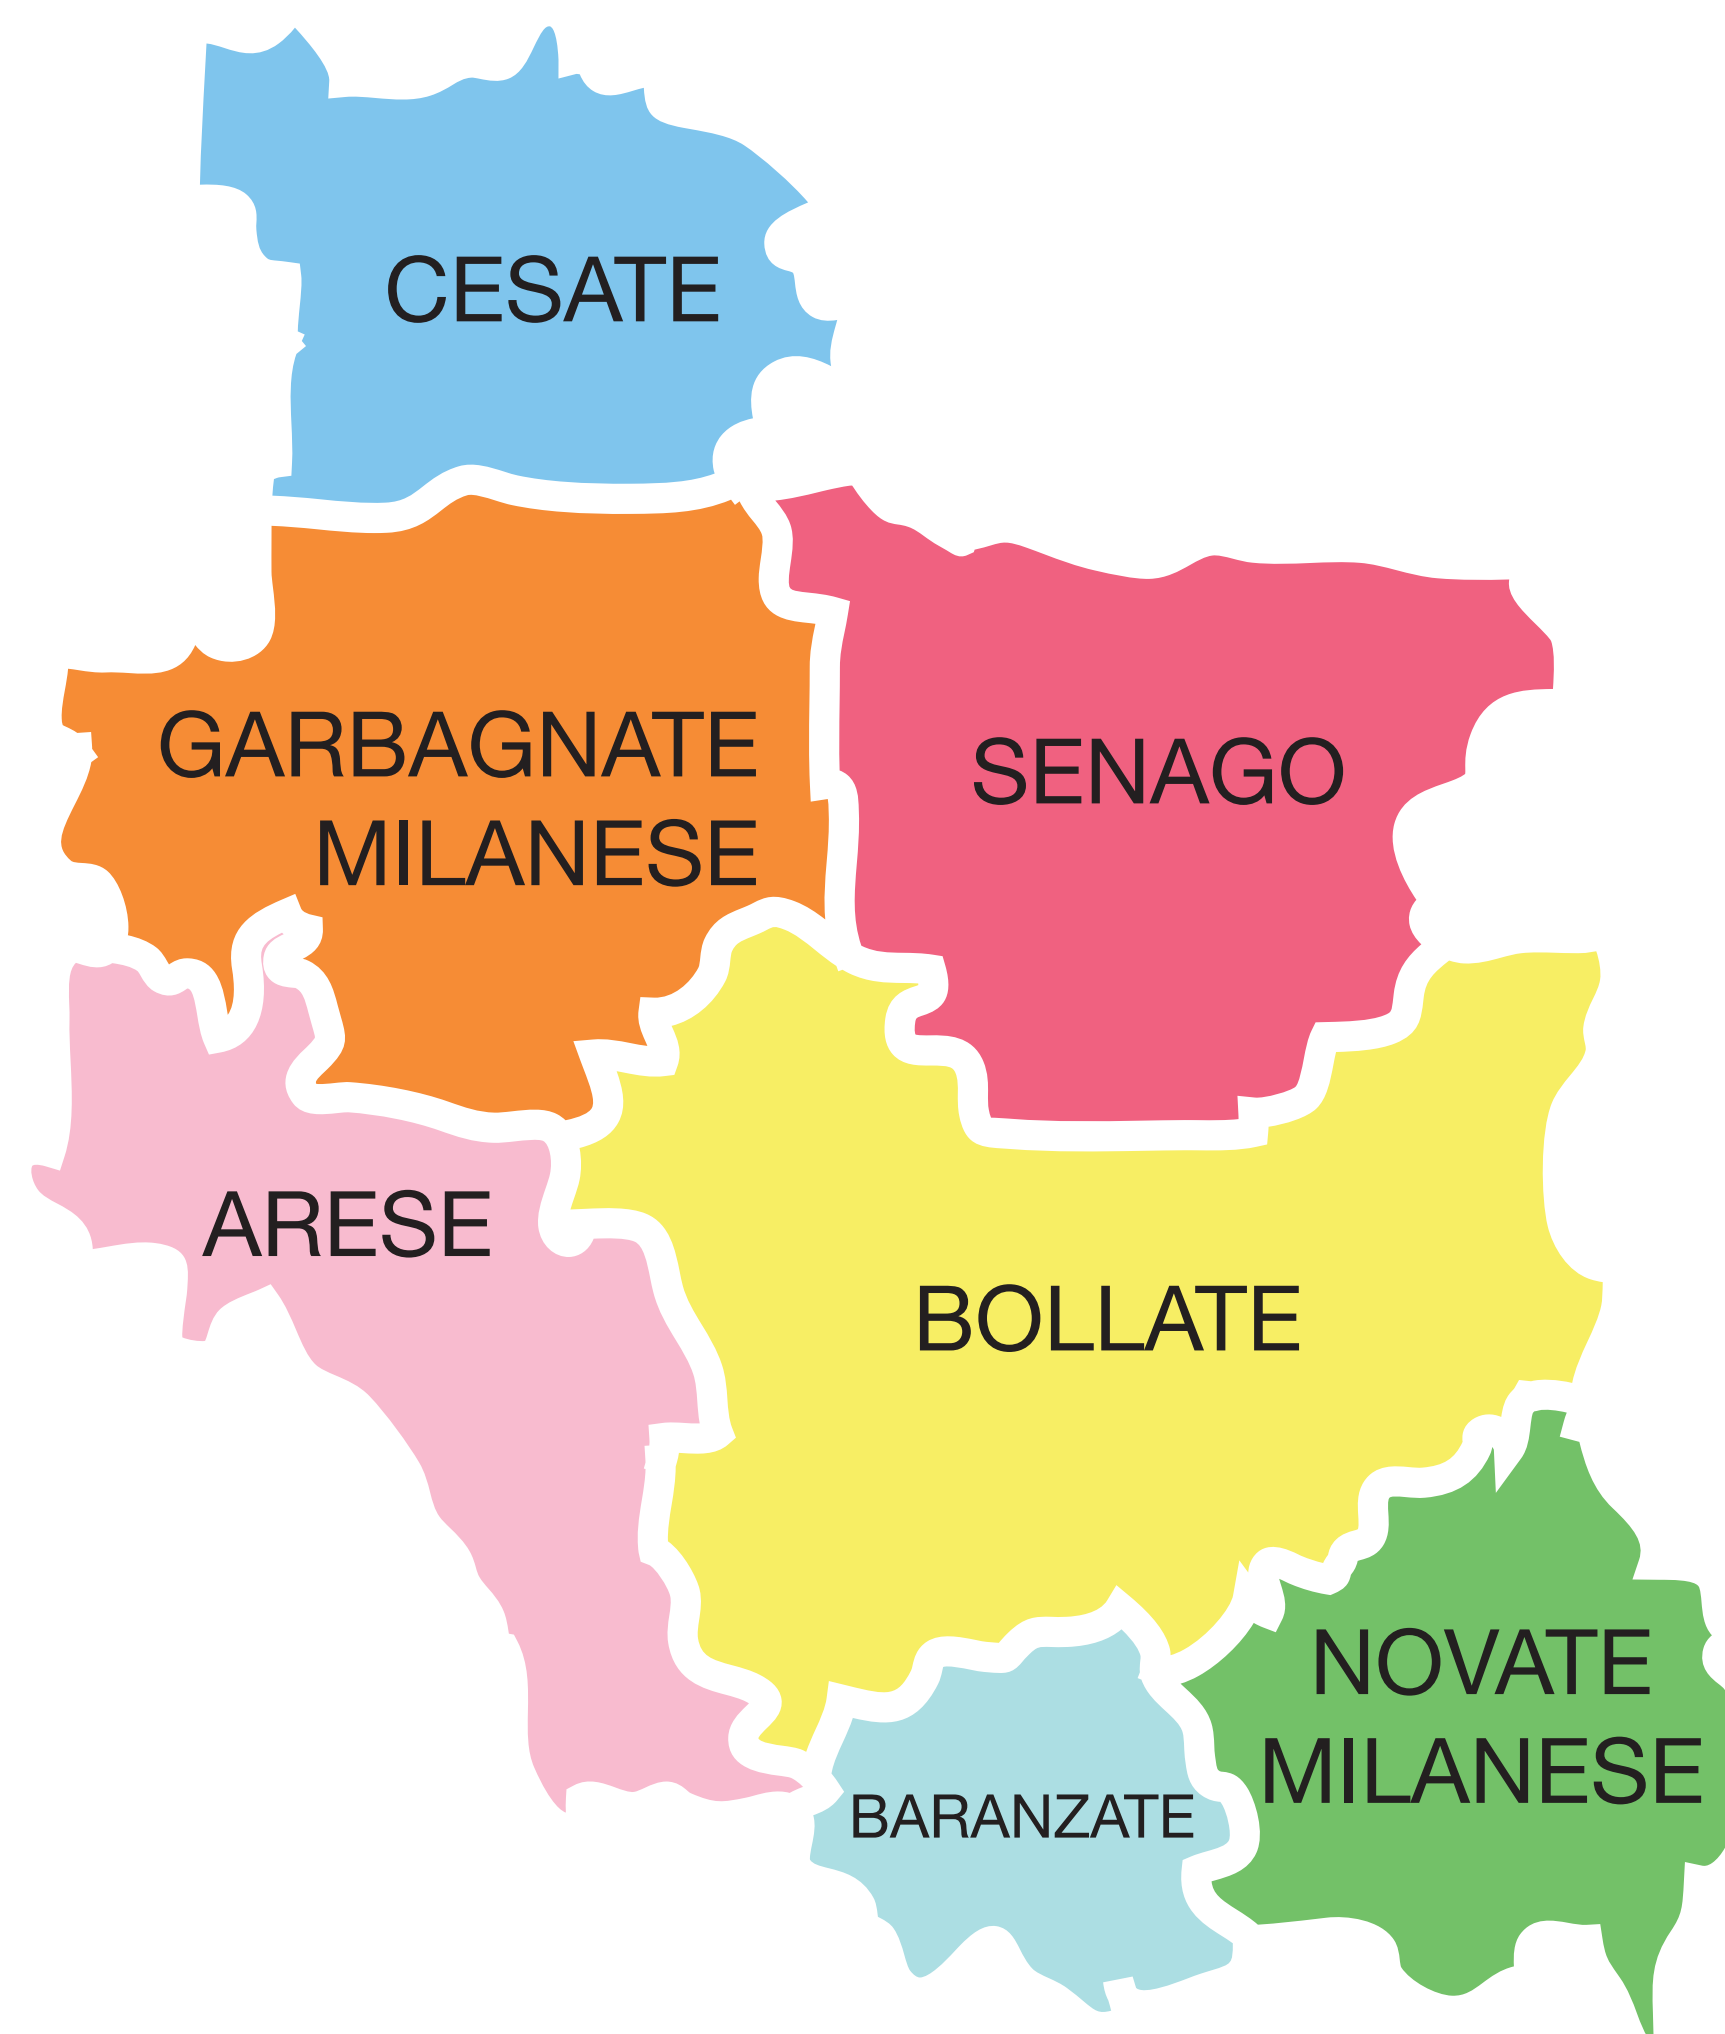 CESATE
GARBAGNATE
MILANESE
SENAGO
ARESE
BOLLATE
NOVATE
MILANESE
BARANZATE